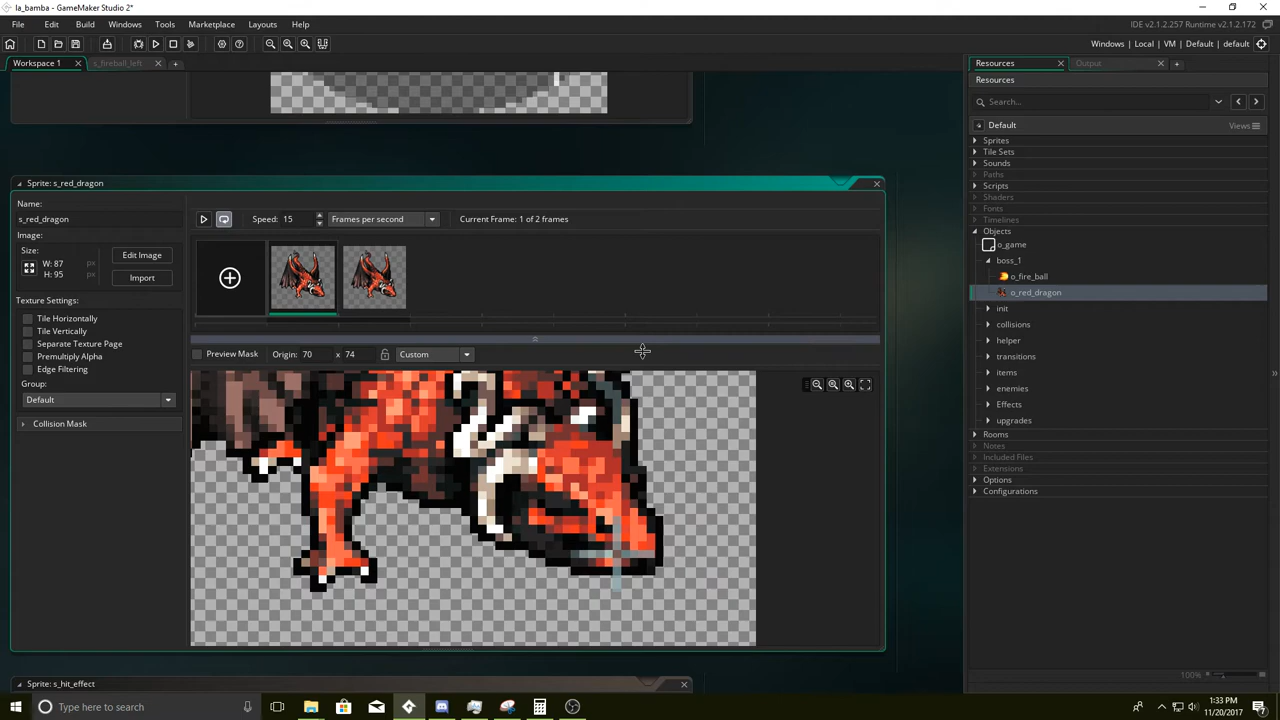 la_bamba - GameMaker Studio 2*
File Edit Build Windows Tools Marketplace Layouts Help
IDE v2.1.2.257 Runtime v2.1.2.172
Windows | Local | VM | Default | default
Workspace 1
s_fireball_left
Resources
Output
Resources
Search...
Default
Views
Sprites
Tile Sets
Sounds
Paths
Scripts
Shaders
Fonts
Timelines
Objects
o_game
boss_1
o_fire_ball
o_red_dragon
init
collisions
helper
transitions
items
enemies
Effects
upgrades
Rooms
Notes
Included Files
Extensions
Options
Configurations
100%
Sprite: s_red_dragon
Name:
s_red_dragon
Image:
Size:
W: 87 px
H: 95 px
Edit Image
Import
Texture Settings:
Tile Horizontally
Tile Vertically
Separate Texture Page
Premultiply Alpha
Edge Filtering
Group:
Default
Collision Mask
Speed: 15
Frames per second
Current Frame: 1 of 2 frames
Preview Mask
Origin: 70 x 74
Custom
Sprite: s_hit_effect
Type here to search
1:33 PM
11/20/2017